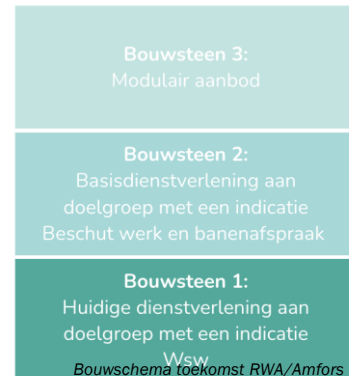 Bouwsteen 3:
Modulair aanbod
Bouwsteen 2:
Basisdienstverlening aan
doelgroep met een indicatie
Beschut werk en banenafspraak
Bouwsteen 1:
Huidige dienstverlening aan
doelgroep met een indicatie
Wsw
Bouwschema toekomst RWA/Amfors